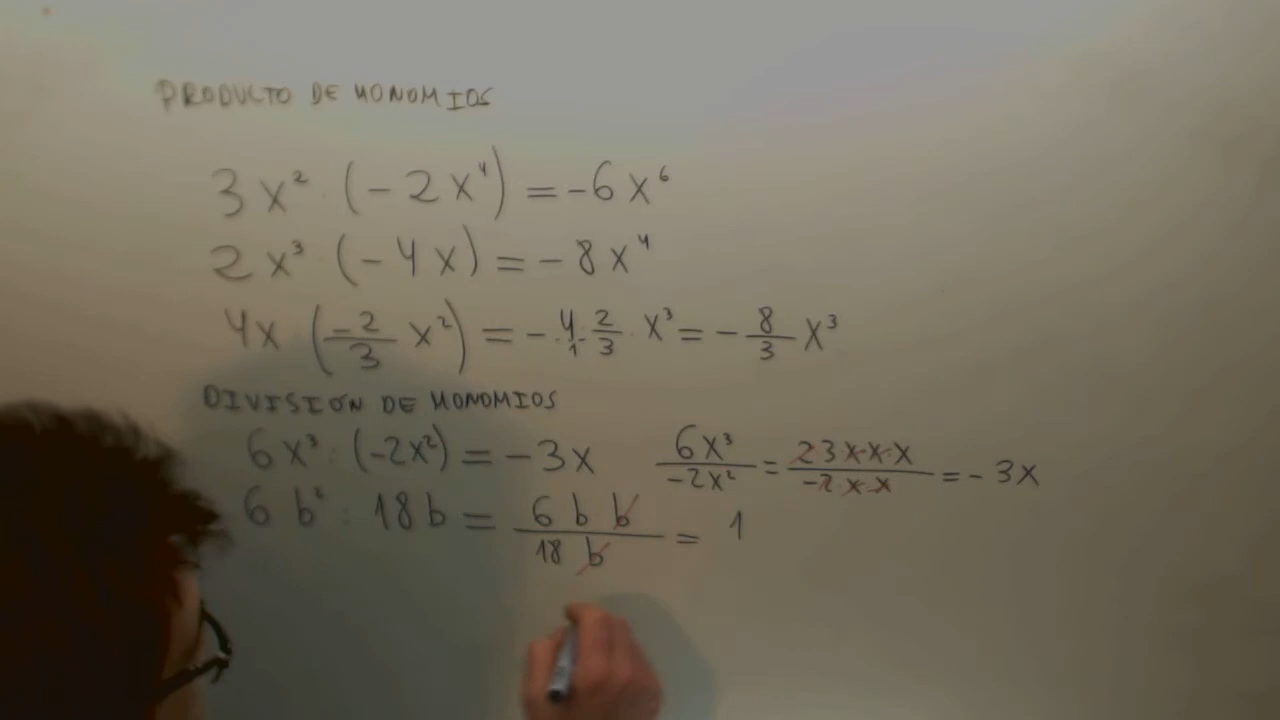 PRODUCTO DE MONOMIOS
3x² · (-2x⁴) = -6x⁶
2x³ · (-4x) = -8x⁴
4x · (-2/3 x²) = - 4/1 · 2/3 · x³ = - 8/3 x³
DIVISIÓN DE MONOMIOS
6x³ : (-2x²) = -3x 6x³/-2x² = 2·3·x·x·x/-2·x·x = -3x
6b² : 18b = 6 b b/18 b = 1